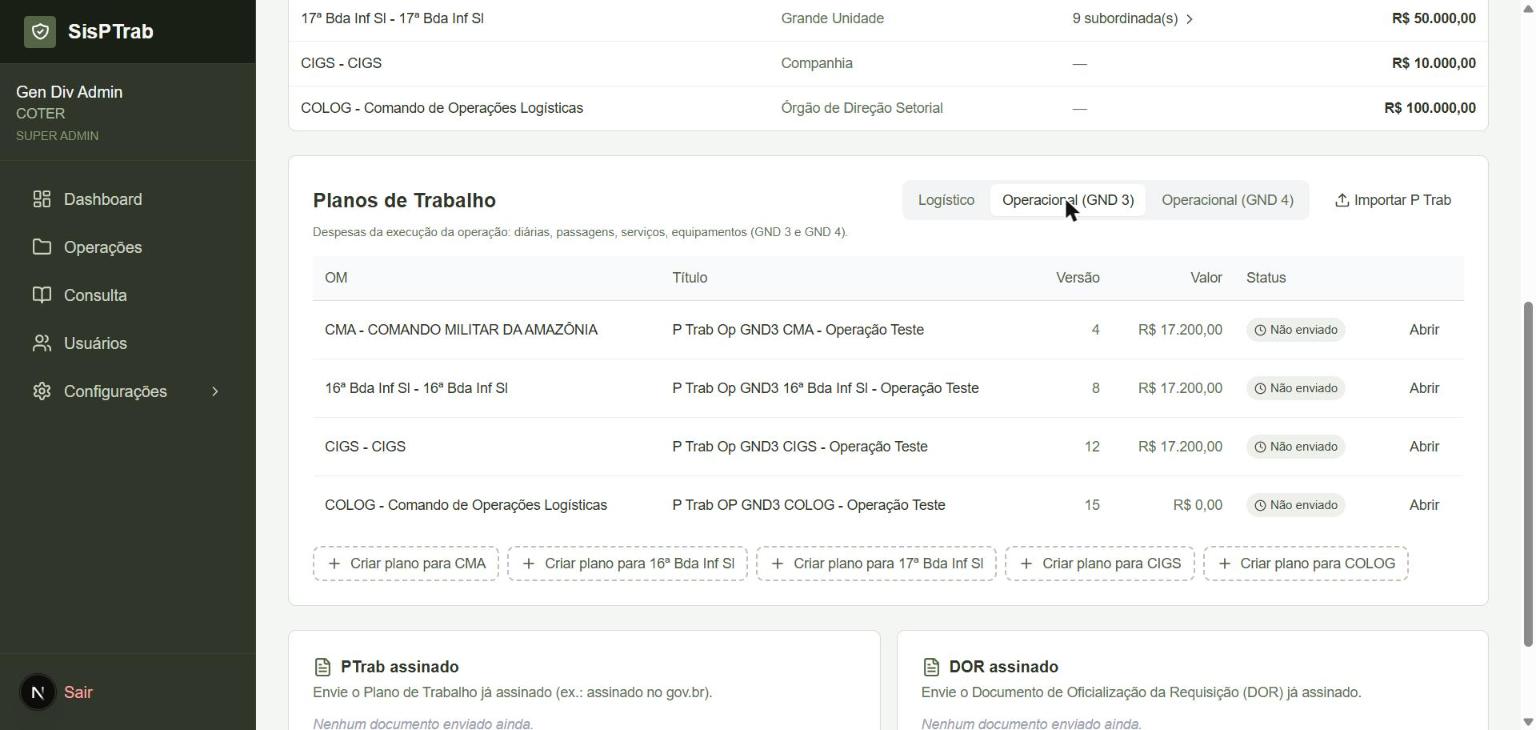 SisPTrab
Gen Div Admin
COTER
SUPER ADMIN
Dashboard
Operações
Consulta
Usuários
Configurações
N
Sair
17ª Bda Inf Sl - 17ª Bda Inf Sl Grande Unidade 9 subordinada(s) R$ 50.000,00
CIGS - CIGS Companhia — R$ 10.000,00
COLOG - Comando de Operações Logísticas Órgão de Direção Setorial — R$ 100.000,00
Planos de Trabalho
Logístico Operacional (GND 3) Operacional (GND 4) Importar P Trab
Despesas da execução da operação: diárias, passagens, serviços, equipamentos (GND 3 e GND 4).
OM Título Versão Valor Status
CMA - COMANDO MILITAR DA AMAZÔNIA P Trab Op GND3 CMA - Operação Teste 4 R$ 17.200,00 Não enviado Abrir
16ª Bda Inf Sl - 16ª Bda Inf Sl P Trab Op GND3 16ª Bda Inf Sl - Operação Teste 8 R$ 17.200,00 Não enviado Abrir
CIGS - CIGS P Trab Op GND3 CIGS - Operação Teste 12 R$ 17.200,00 Não enviado Abrir
COLOG - Comando de Operações Logísticas P Trab OP GND3 COLOG - Operação Teste 15 R$ 0,00 Não enviado Abrir
+ Criar plano para CMA + Criar plano para 16ª Bda Inf Sl + Criar plano para 17ª Bda Inf Sl + Criar plano para CIGS + Criar plano para COLOG
PTrab assinado
Envie o Plano de Trabalho já assinado (ex.: assinado no gov.br).
Nenhum documento enviado ainda.
DOR assinado
Envie o Documento de Oficialização da Requisição (DOR) já assinado.
Nenhum documento enviado ainda.